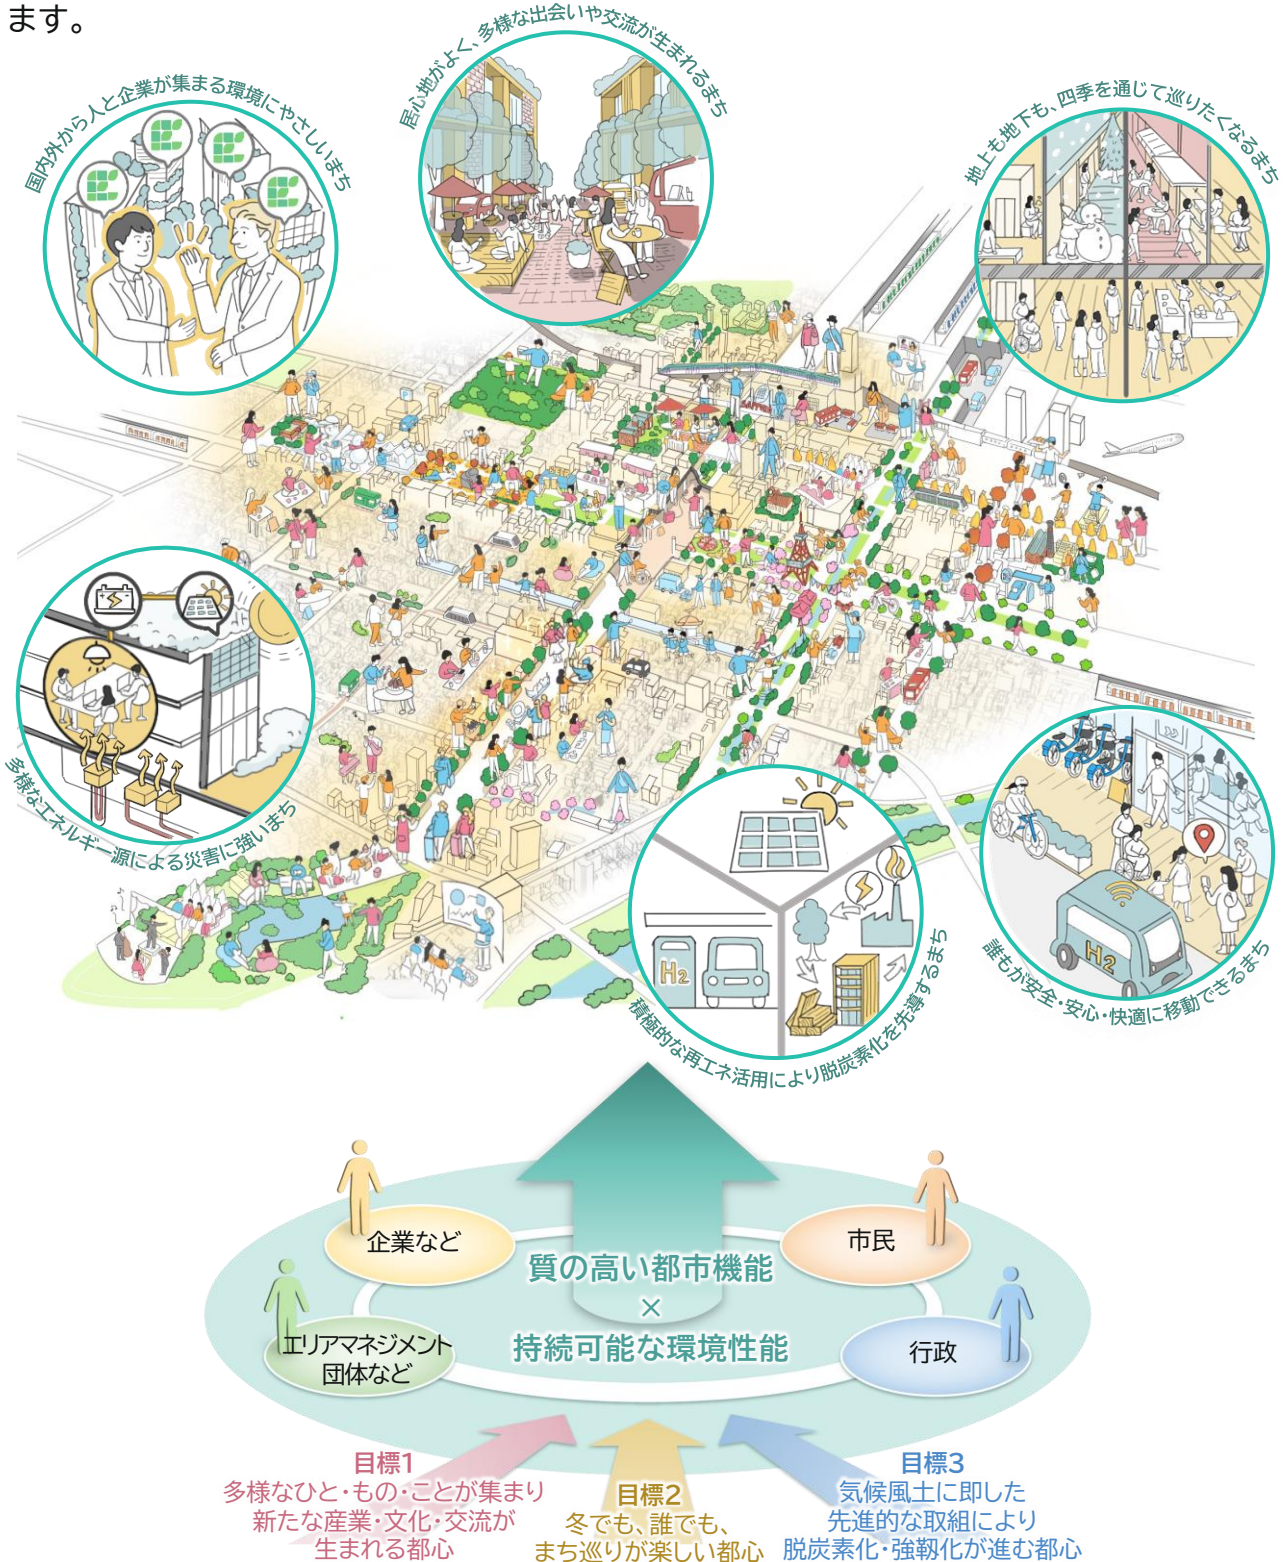 ます。
居心地がよく、多様な出会いや交流が生まれるまち
国内外から人と企業が集まる環境にやさしいまち
地上も地下も、四季を通じて巡りたくなるまち
多様なエネルギー源による災害に強いまち
H2
H2
誰もが安全・安心・快適に移動できるまち
積極的な再エネ活用により脱炭素化を先導するまち
企業など
市民
質の高い都市機能
×
持続可能な環境性能
エリアマネジメント
団体など
行政
目標1
多様なひと・もの・ことが集まり
新たな産業・文化・交流が
生まれる都心
目標2
冬でも、誰でも、
まち巡りが楽しい都心
目標3
気候風土に即した
先進的な取組により
脱炭素化・強靱化が進む都心